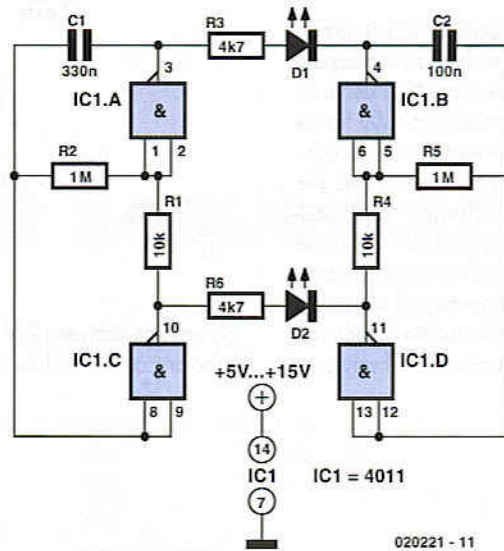 C1
330n
R3
4k7
D1
C2
100n
3
4
IC1.A
&
&
IC1.B
1 2
6 5
R2
1M
R5
1M
R1
10k
R4
10k
R6
4k7
D2
10
11
IC1.C
&
&
IC1.D
8 9
13 12
+5V...+15V
+
14
IC1
7
IC1 = 4011
020221 - 11